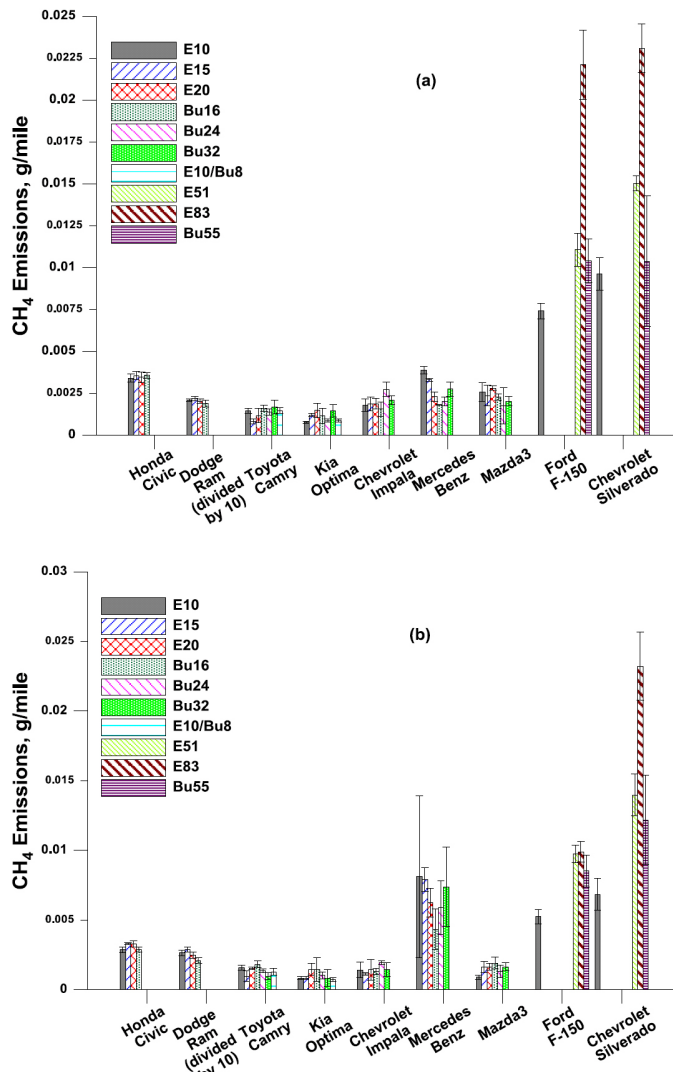 0.025
0.0225
0.02
0.0175
0.015
0.0125
0.01
0.0075
0.005
0.0025
0
CH4 Emissions, g/mile
E10
E15
E20
Bu16
Bu24
Bu32
E10/Bu8
E51
E83
Bu55
(a)
Honda
Civic
Dodge
Ram
(divided
by 10)
Toyota
Camry
Kia
Optima
Chevrolet
Impala
Mercedes
Benz
Mazda3
Ford
F-150
Chevrolet
Silverado
0.03
0.025
0.02
0.015
0.01
0.005
0
CH4 Emissions, g/mile
E10
E15
E20
Bu16
Bu24
Bu32
E10/Bu8
E51
E83
Bu55
(b)
Honda
Civic
Dodge
Ram
(divided
by 10)
Toyota
Camry
Kia
Optima
Chevrolet
Impala
Mercedes
Benz
Mazda3
Ford
F-150
Chevrolet
Silverado